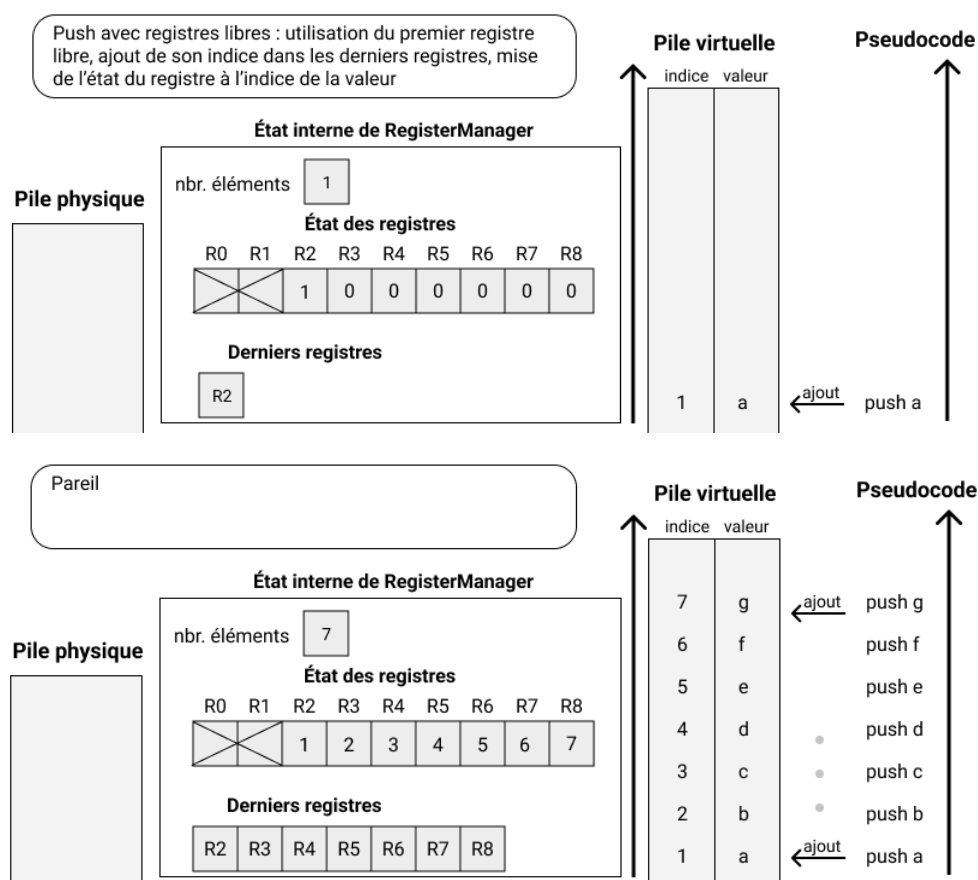 Push avec registres libres : utilisation du premier registre
libre, ajout de son indice dans les derniers registres, mise
de l'état du registre à l'indice de la valeur
Pile virtuelle
Pseudocode
indice valeur
État interne de RegisterManager
nbr. éléments 1
Pile physique
État des registres
R0 R1 R2 R3 R4 R5 R6 R7 R8
1 0 0 0 0 0 0
Derniers registres
R2
1 a ajout push a
Pareil
Pile virtuelle
Pseudocode
indice valeur
État interne de RegisterManager
nbr. éléments 7
Pile physique
État des registres
R0 R1 R2 R3 R4 R5 R6 R7 R8
1 2 3 4 5 6 7
Derniers registres
R2 R3 R4 R5 R6 R7 R8
7 g ajout push g
6 f push f
5 e push e
4 d push d
3 c push c
2 b push b
1 a ajout push a